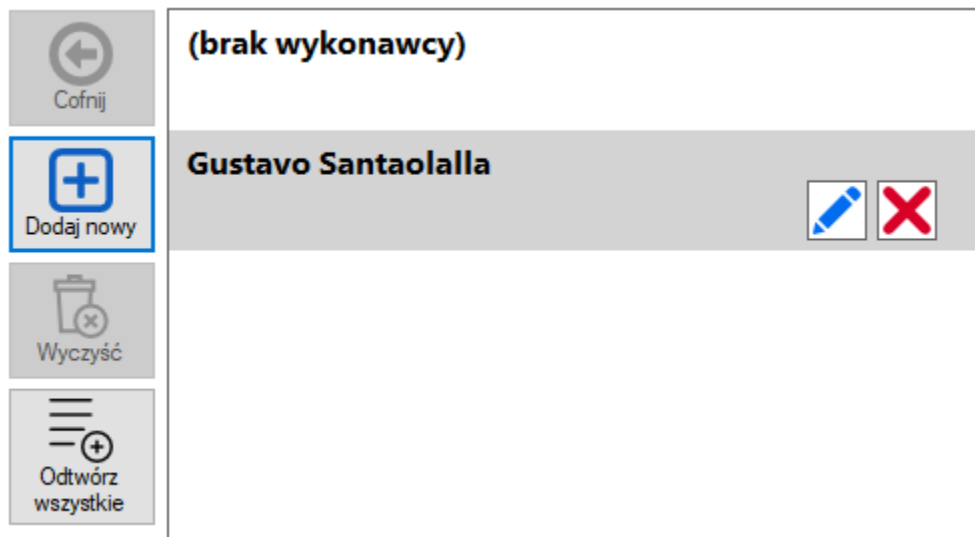 Cofnij
Dodaj nowy
Wyczyść
Odtwórz
wszystkie
(brak wykonawcy)
Gustavo Santaolalla